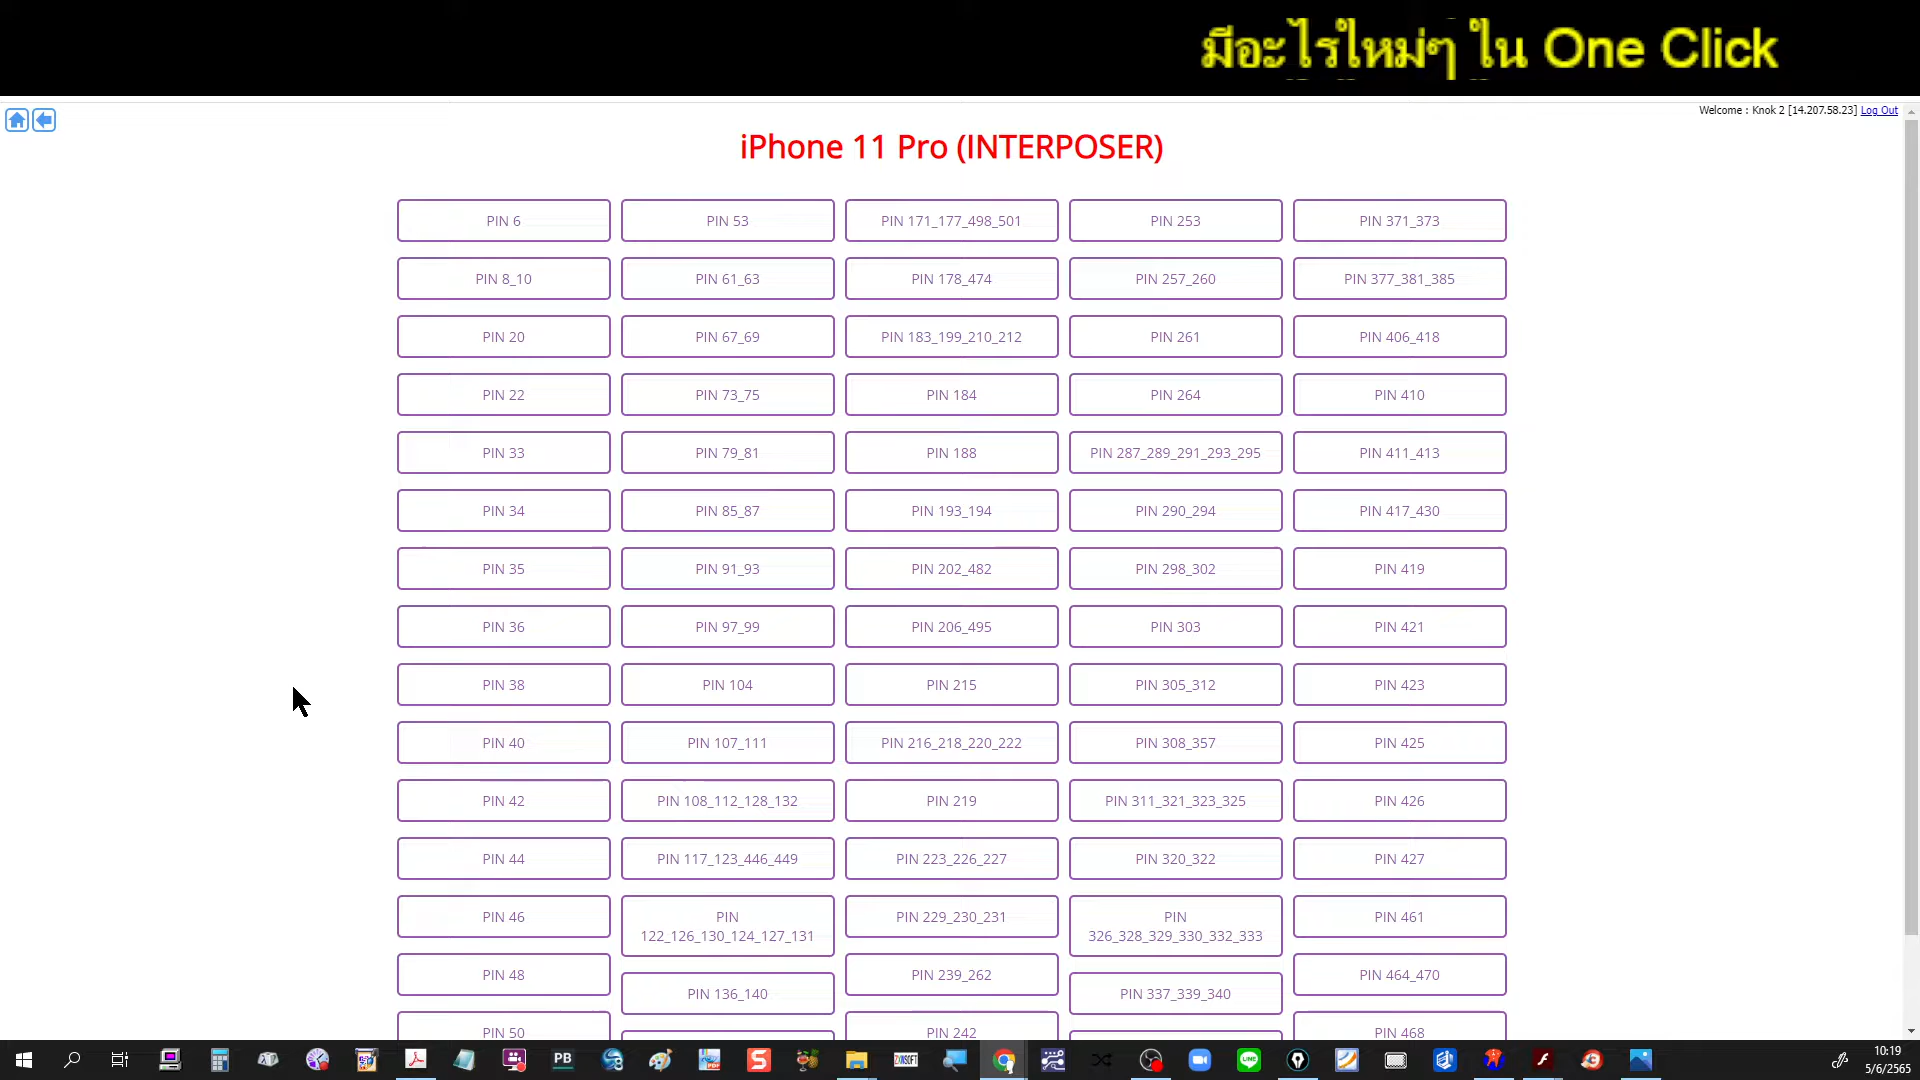 มีอะไรใหม่ๆ ใน One Click
Welcome : Knok 2 [14.207.58.23] Log Out
iPhone 11 Pro (INTERPOSER)
PIN 6
PIN 53
PIN 171_177_498_501
PIN 253
PIN 371_373
PIN 8_10
PIN 61_63
PIN 178_474
PIN 257_260
PIN 377_381_385
PIN 20
PIN 67_69
PIN 183_199_210_212
PIN 261
PIN 406_418
PIN 22
PIN 73_75
PIN 184
PIN 264
PIN 410
PIN 33
PIN 79_81
PIN 188
PIN 287_289_291_293_295
PIN 411_413
PIN 34
PIN 85_87
PIN 193_194
PIN 290_294
PIN 417_430
PIN 35
PIN 91_93
PIN 202_482
PIN 298_302
PIN 419
PIN 36
PIN 97_99
PIN 206_495
PIN 303
PIN 421
PIN 38
PIN 104
PIN 215
PIN 305_312
PIN 423
PIN 40
PIN 107_111
PIN 216_218_220_222
PIN 308_357
PIN 425
PIN 42
PIN 108_112_128_132
PIN 219
PIN 311_321_323_325
PIN 426
PIN 44
PIN 117_123_446_449
PIN 223_226_227
PIN 320_322
PIN 427
PIN 46
PIN
122_126_130_124_127_131
PIN 229_230_231
PIN
326_328_329_330_332_333
PIN 461
PIN 48
PIN 136_140
PIN 239_262
PIN 337_339_340
PIN 464_470
PIN 50
PIN 242
PIN 468
PB
LINE
10:19
5/6/2565